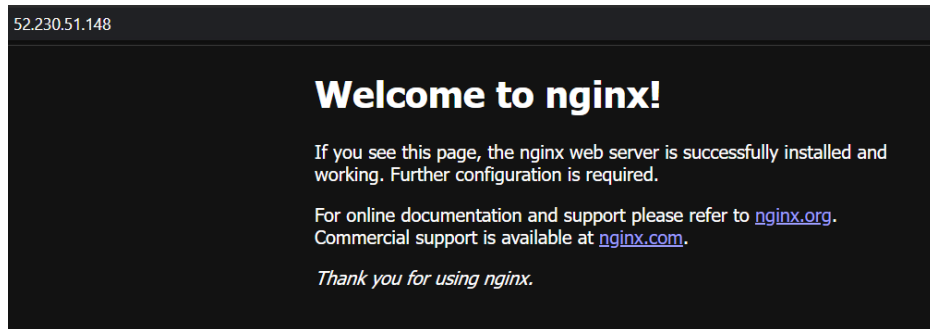 52.230.51.148
Welcome to nginx!
If you see this page, the nginx web server is successfully installed and
working. Further configuration is required.
For online documentation and support please refer to nginx.org.
Commercial support is available at nginx.com.
Thank you for using nginx.